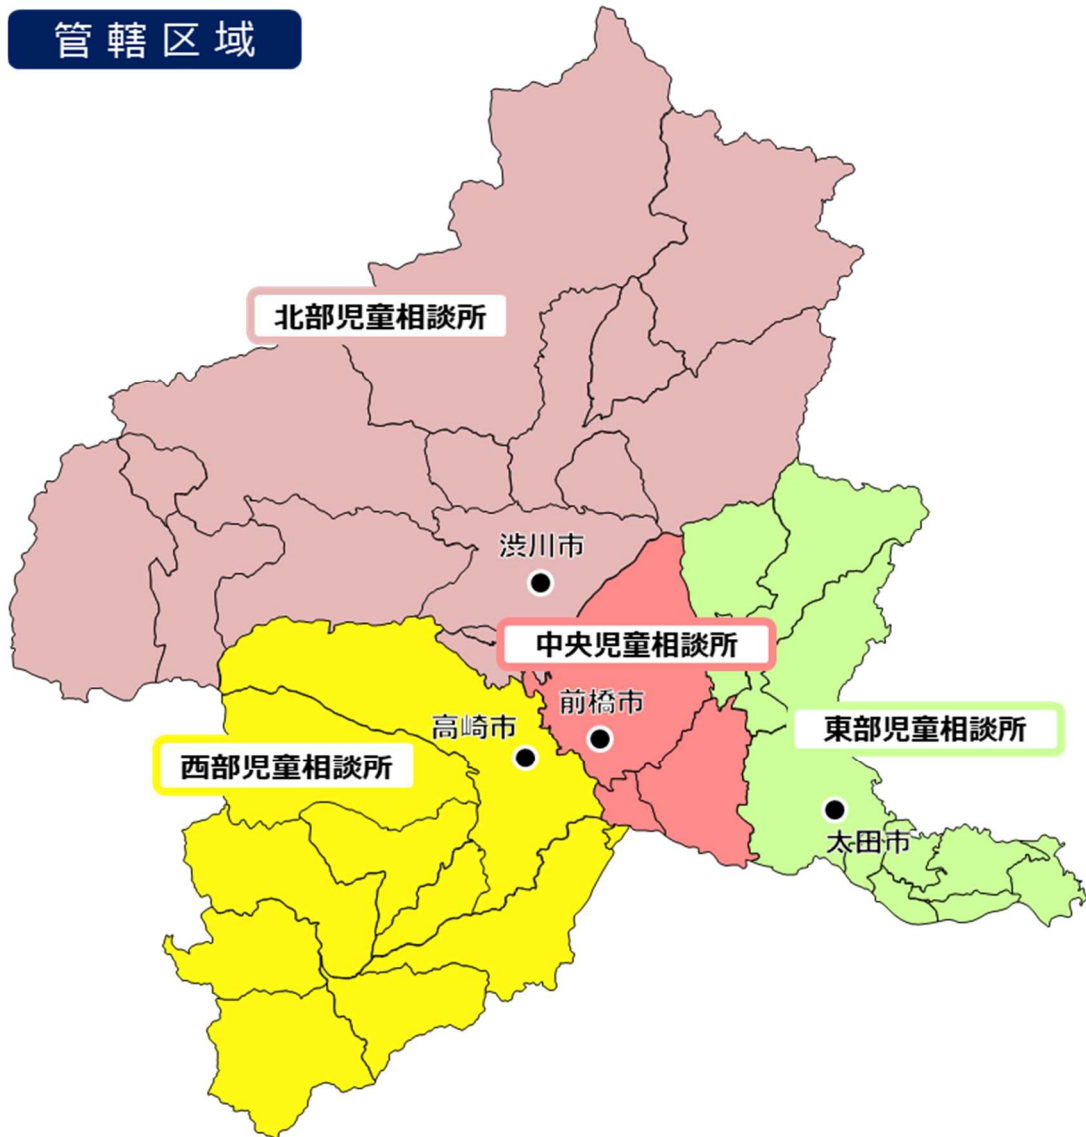 管轄区域
北部児童相談所
渋川市
中央児童相談所
前橋市
高崎市
東部児童相談所
西部児童相談所
太田市